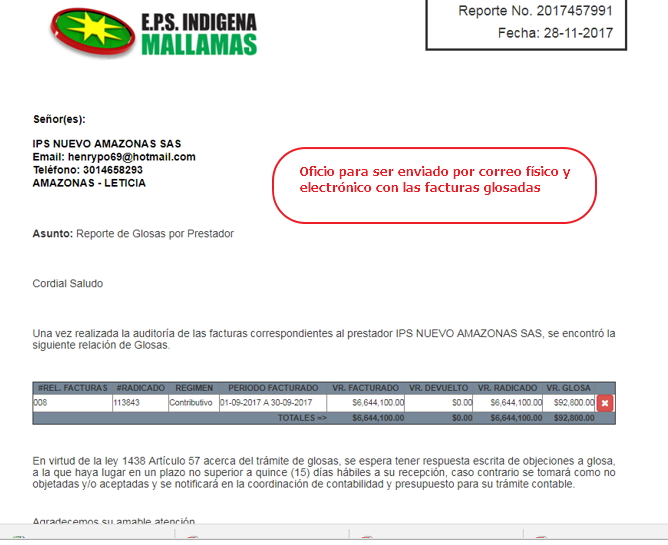 E.P.S. INDIGENA
MALLAMAS
Reporte No. 2017457991
Fecha: 28-11-2017
Señor(es):
IPS NUEVO AMAZONAS SAS
Email: henrypo69@hotmail.com
Teléfono: 3014658293
AMAZONAS - LETICIA
Oficio para ser enviado por correo físico y
electrónico con las facturas glosadas
Asunto: Reporte de Glosas por Prestador
Cordial Saludo
Una vez realizada la auditoría de las facturas correspondientes al prestador IPS NUEVO AMAZONAS SAS, se encontró la
siguiente relación de Glosas.
#REL. FACTURAS #RADICADO REGIMEN PERIODO FACTURADO VR. FACTURADO VR. DEVUELTO VR. RADICADO VR. GLOSA
008 113843 Contributivo 01-09-2017 A 30-09-2017 $6,644,100.00 $0.00 $6,644,100.00 $92,800.00
TOTALES => $6,644,100.00 $0.00 $6,644,100.00 $92,800.00
En virtud de la ley 1438 Artículo 57 acerca del trámite de glosas, se espera tener respuesta escrita de objeciones a glosa,
a la que haya lugar en un plazo no superior a quince (15) días hábiles a su recepción, caso contrario se tomará como no
objetadas y/o aceptadas y se notificará en la coordinación de contabilidad y presupuesto para su trámite contable.
Agradecemos su amable atención